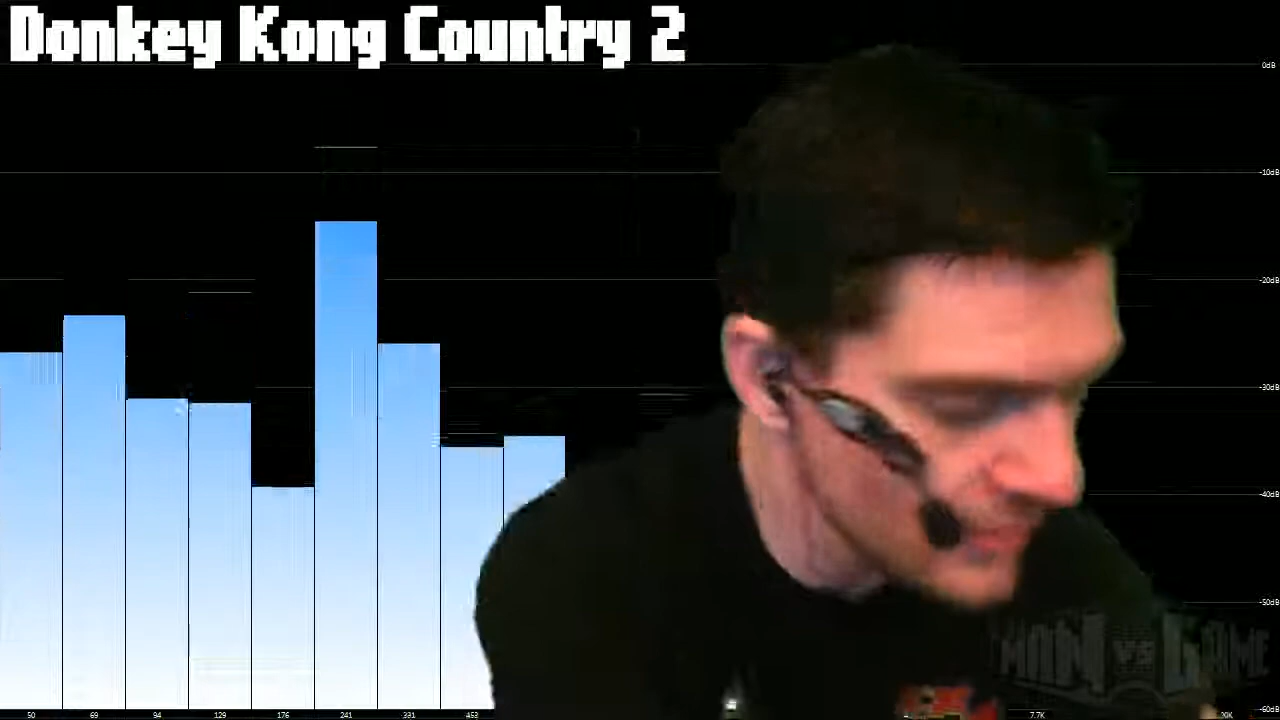 Donkey Kong Country 2
0dB
-10dB
-20dB
-30dB
-40dB
-50dB
MAN vs GAME
-60dB
50 69 94 129 176 241 331 453 7.7K 20K